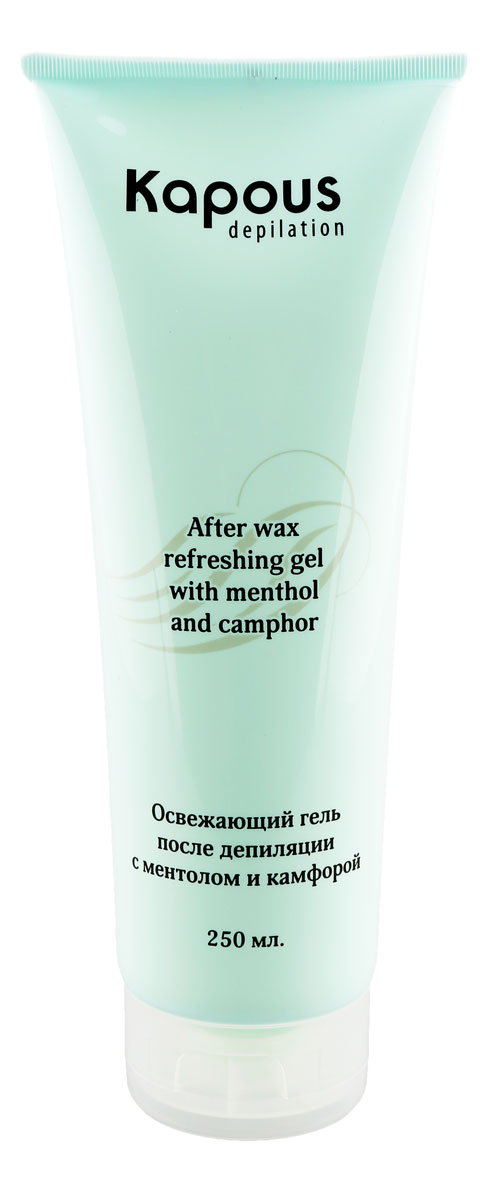 Kapous
depilation
After wax
refreshing gel
with menthol
and camphor
Освежающий гель
после депиляции
с ментолом и камфорой
250 мл.